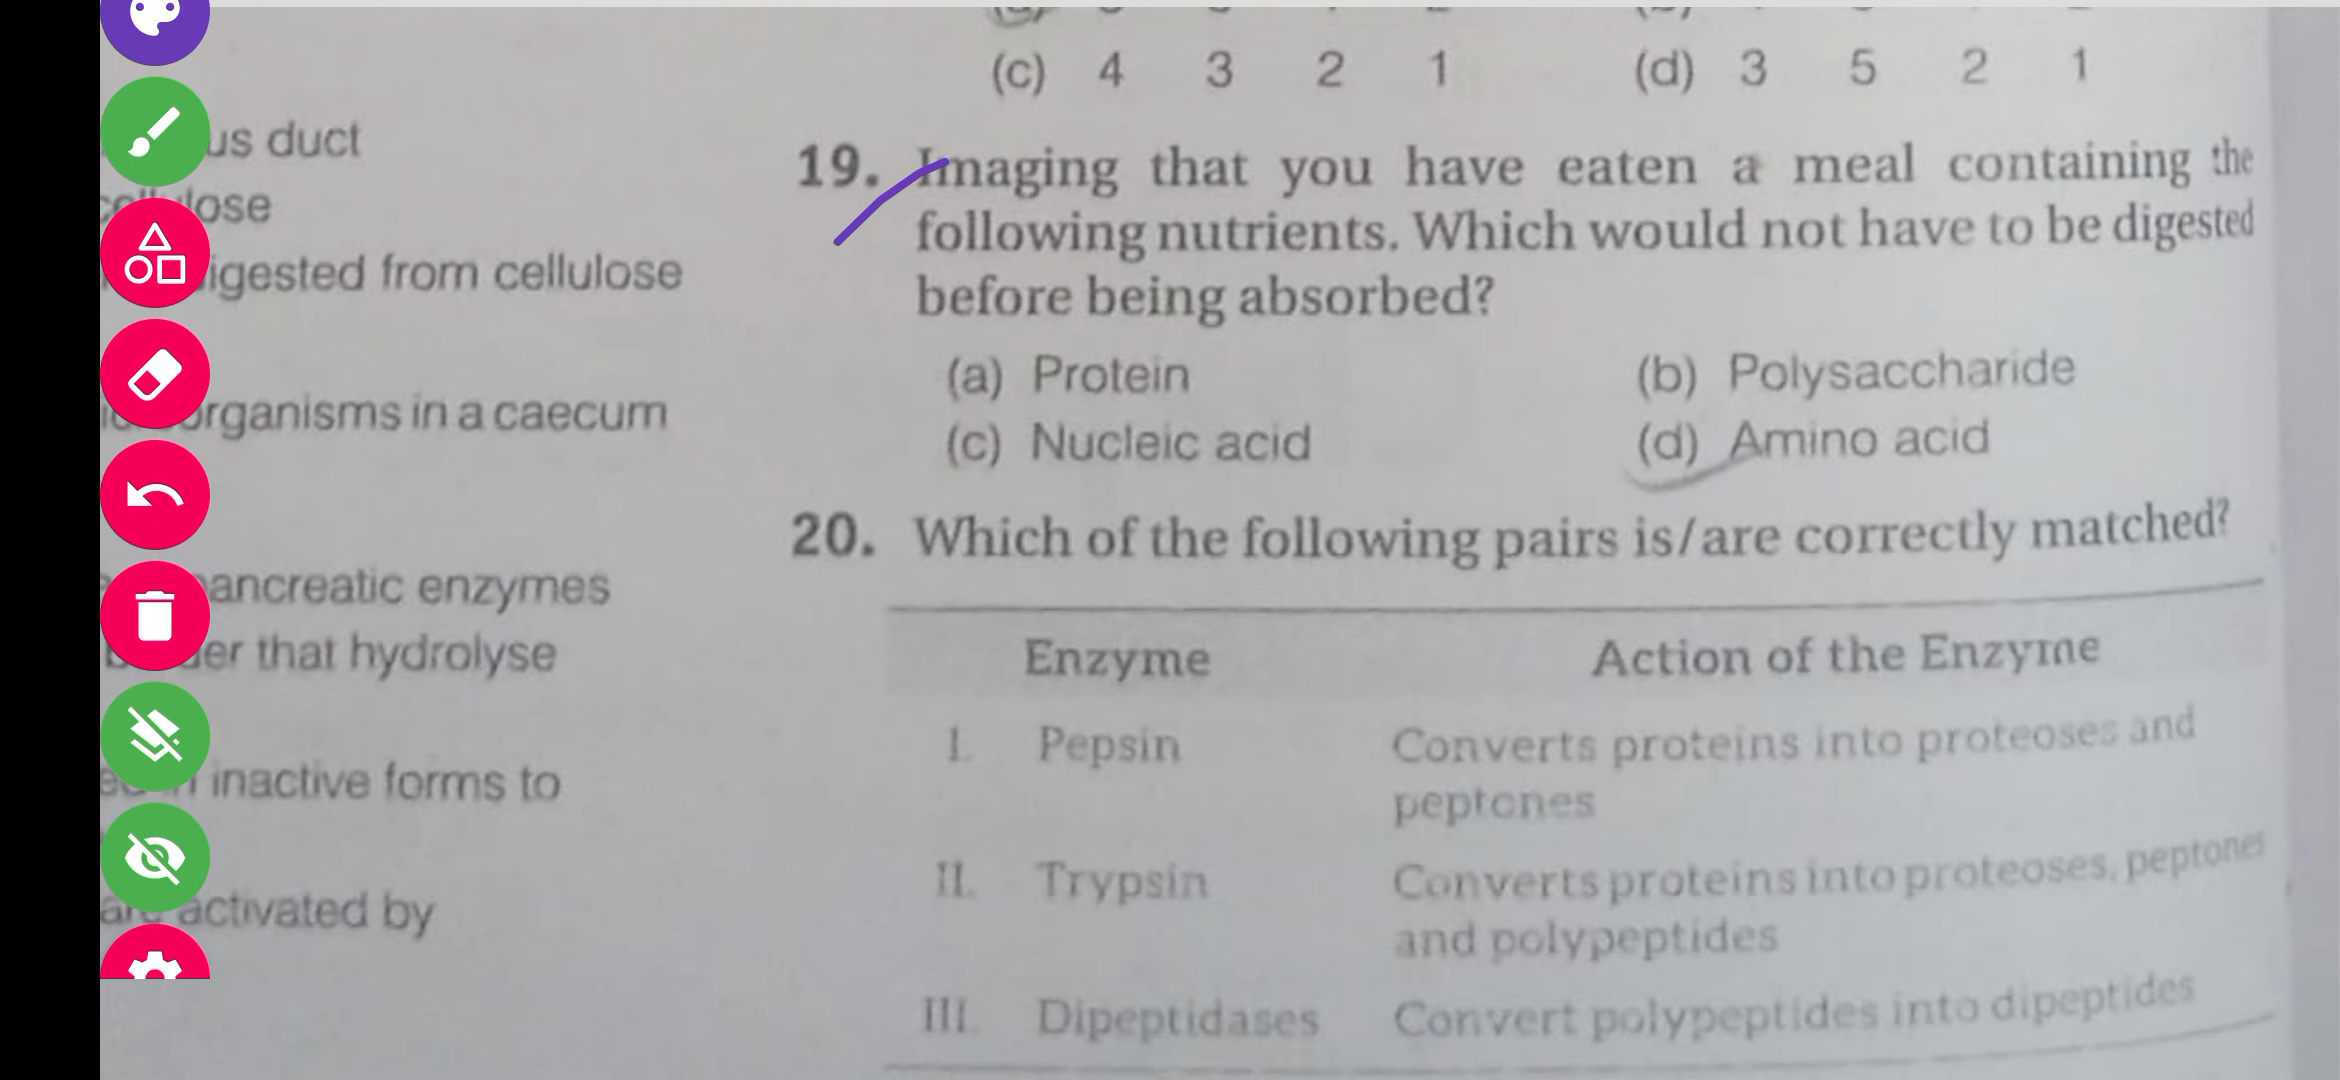 us duct
lose
igested from cellulose
organisms in a caecum
ancreatic enzymes
er that hydrolyse
inactive forms to
activated by
(c) 4 3 2 1 (d) 3 5 2 1
19. Imaging that you have eaten a meal containing the
following nutrients. Which would not have to be digested
before being absorbed?
(a) Protein (b) Polysaccharide
(c) Nucleic acid (d) Amino acid
20. Which of the following pairs is/are correctly matched?
Enzyme Action of the Enzyme
I. Pepsin Converts proteins into proteoses and
peptones
II. Trypsin Converts proteins into proteoses, peptones
and polypeptides
III. Dipeptidases Convert polypeptides into dipeptides